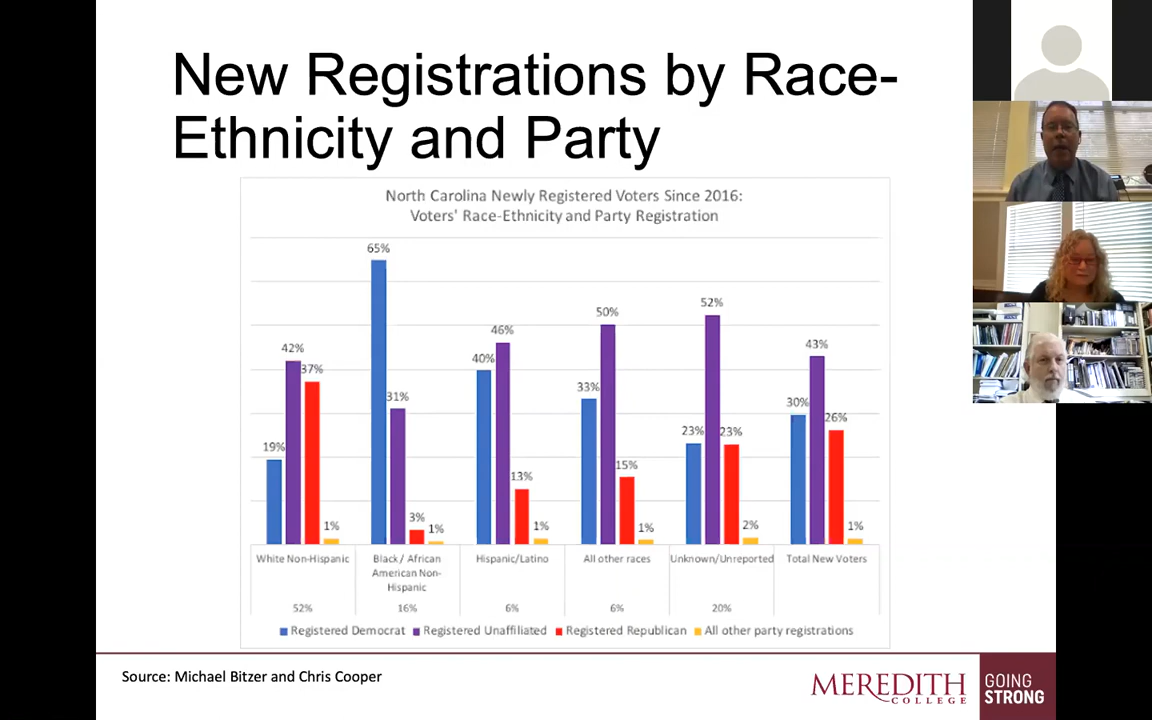 New Registrations by Race-
Ethnicity and Party
North Carolina Newly Registered Voters Since 2016:
Voters' Race-Ethnicity and Party Registration
19%
42%
37%
1%
65%
31%
3%
1%
40%
46%
13%
1%
33%
50%
15%
1%
23%
52%
23%
2%
30%
43%
26%
1%
White Non-Hispanic
Black / African
American Non-
Hispanic
Hispanic/Latino
All other races
Unknown/Unreported
Total New Voters
52%
16%
6%
6%
20%
Registered Democrat
Registered Unaffiliated
Registered Republican
All other party registrations
Source: Michael Bitzer and Chris Cooper
MEREDITH
COLLEGE
GOING
STRONG